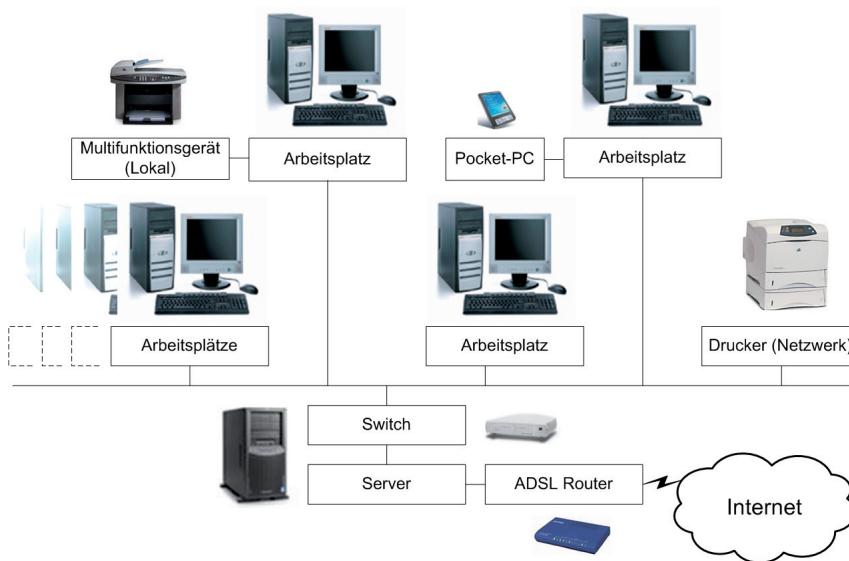 Multifunktionsgerät
(Lokal)
Arbeitsplatz
Pocket-PC
Arbeitsplatz
Arbeitsplätze
Arbeitsplatz
Drucker (Netzwerk)
Switch
Server
ADSL Router
Internet